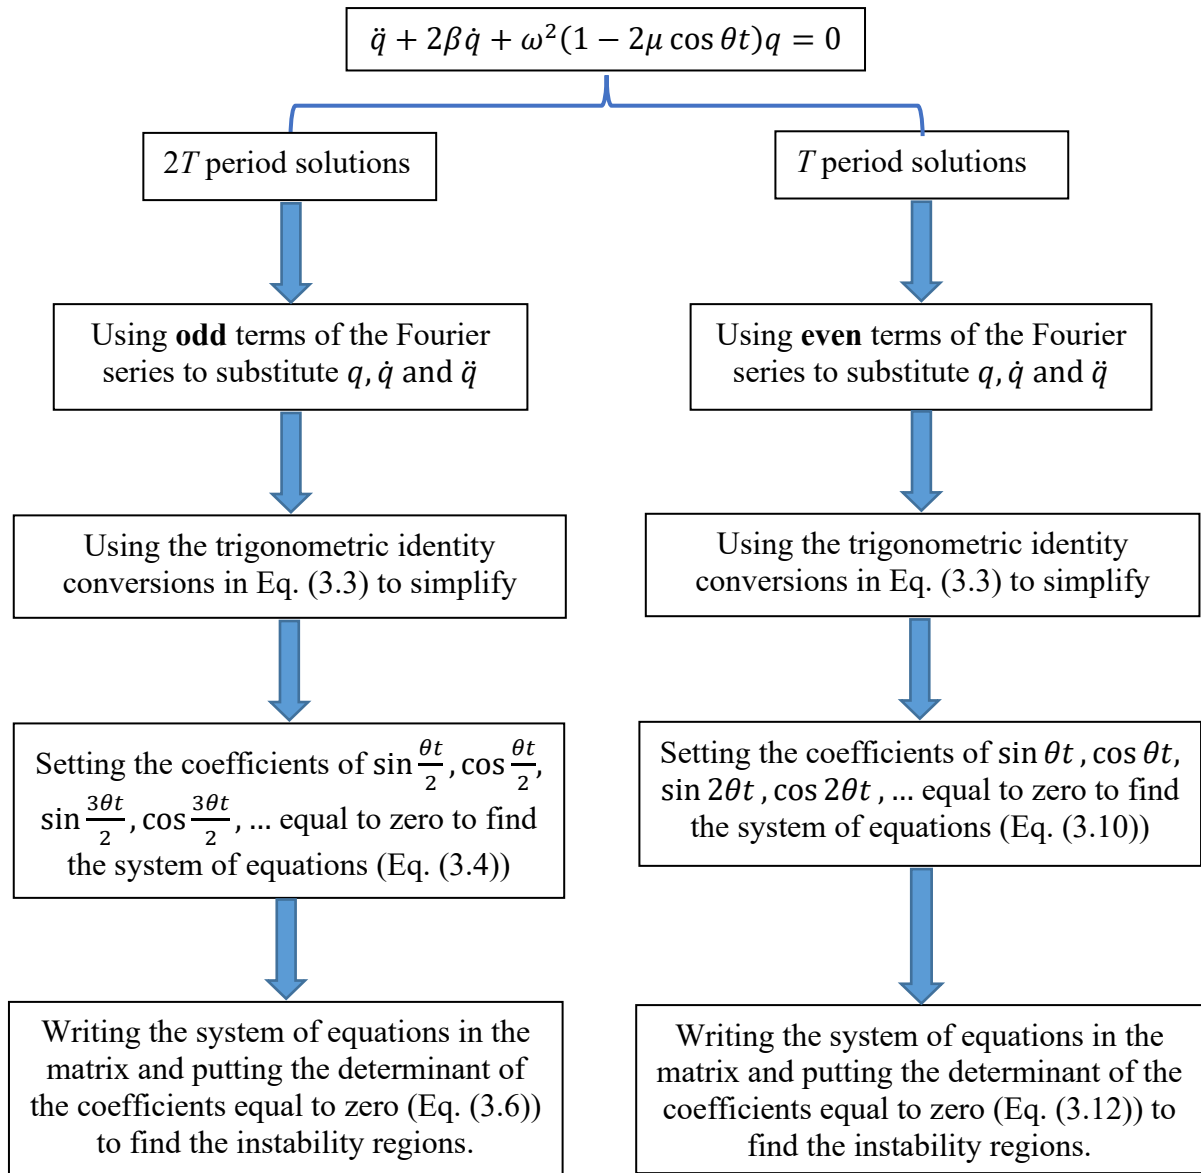 q̈ + 2βq̇ + ω²(1 − 2μ cos θt)q = 0
2T period solutions
Using odd terms of the Fourier
series to substitute q, q̇ and q̈
Using the trigonometric identity
conversions in Eq. (3.3) to simplify
Setting the coefficients of sin θt/2, cos θt/2,
sin 3θt/2, cos 3θt/2, … equal to zero to find
the system of equations (Eq. (3.4))
Writing the system of equations in the
matrix and putting the determinant of
the coefficients equal to zero (Eq. (3.6))
to find the instability regions.
T period solutions
Using even terms of the Fourier
series to substitute q, q̇ and q̈
Using the trigonometric identity
conversions in Eq. (3.3) to simplify
Setting the coefficients of sin θt , cos θt,
sin 2θt , cos 2θt , … equal to zero to find
the system of equations (Eq. (3.10))
Writing the system of equations in the
matrix and putting the determinant of the
coefficients equal to zero (Eq. (3.12)) to
find the instability regions.